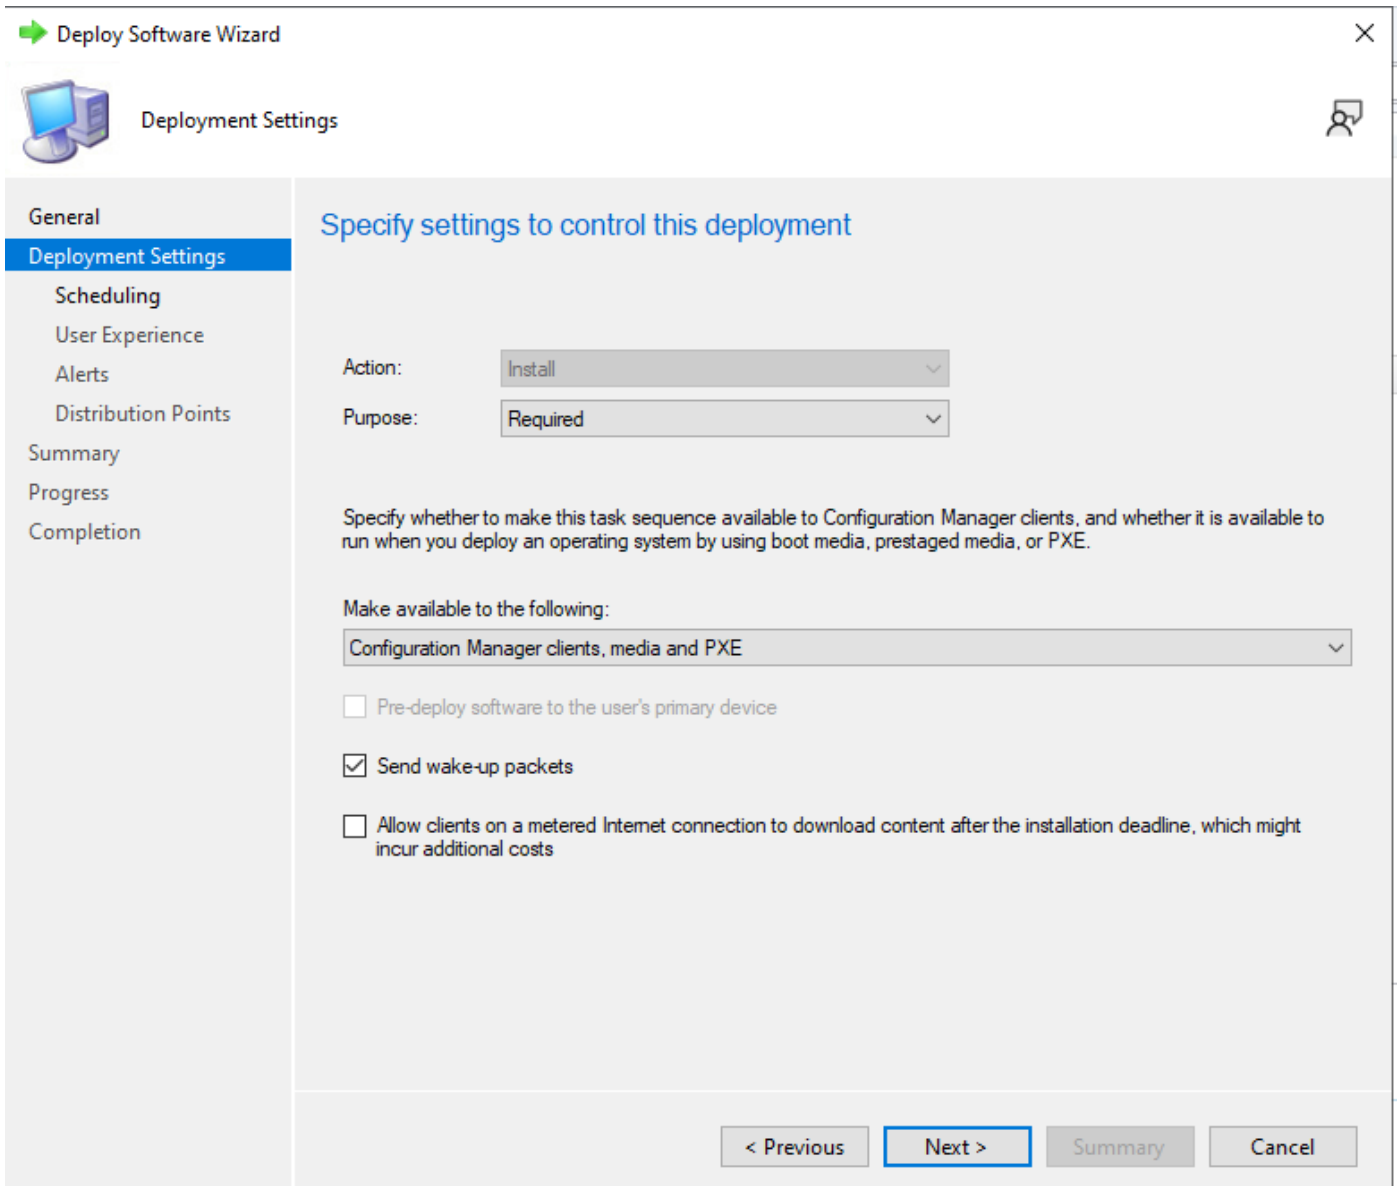 Deploy Software Wizard
Deployment Settings
General
Deployment Settings
Scheduling
User Experience
Alerts
Distribution Points
Summary
Progress
Completion
Specify settings to control this deployment
Action:
Install
Purpose:
Required
Specify whether to make this task sequence available to Configuration Manager clients, and whether it is available to
run when you deploy an operating system by using boot media, prestaged media, or PXE.
Make available to the following:
Configuration Manager clients, media and PXE
Pre-deploy software to the user's primary device
Send wake-up packets
Allow clients on a metered Internet connection to download content after the installation deadline, which might
incur additional costs
< Previous
Next >
Summary
Cancel